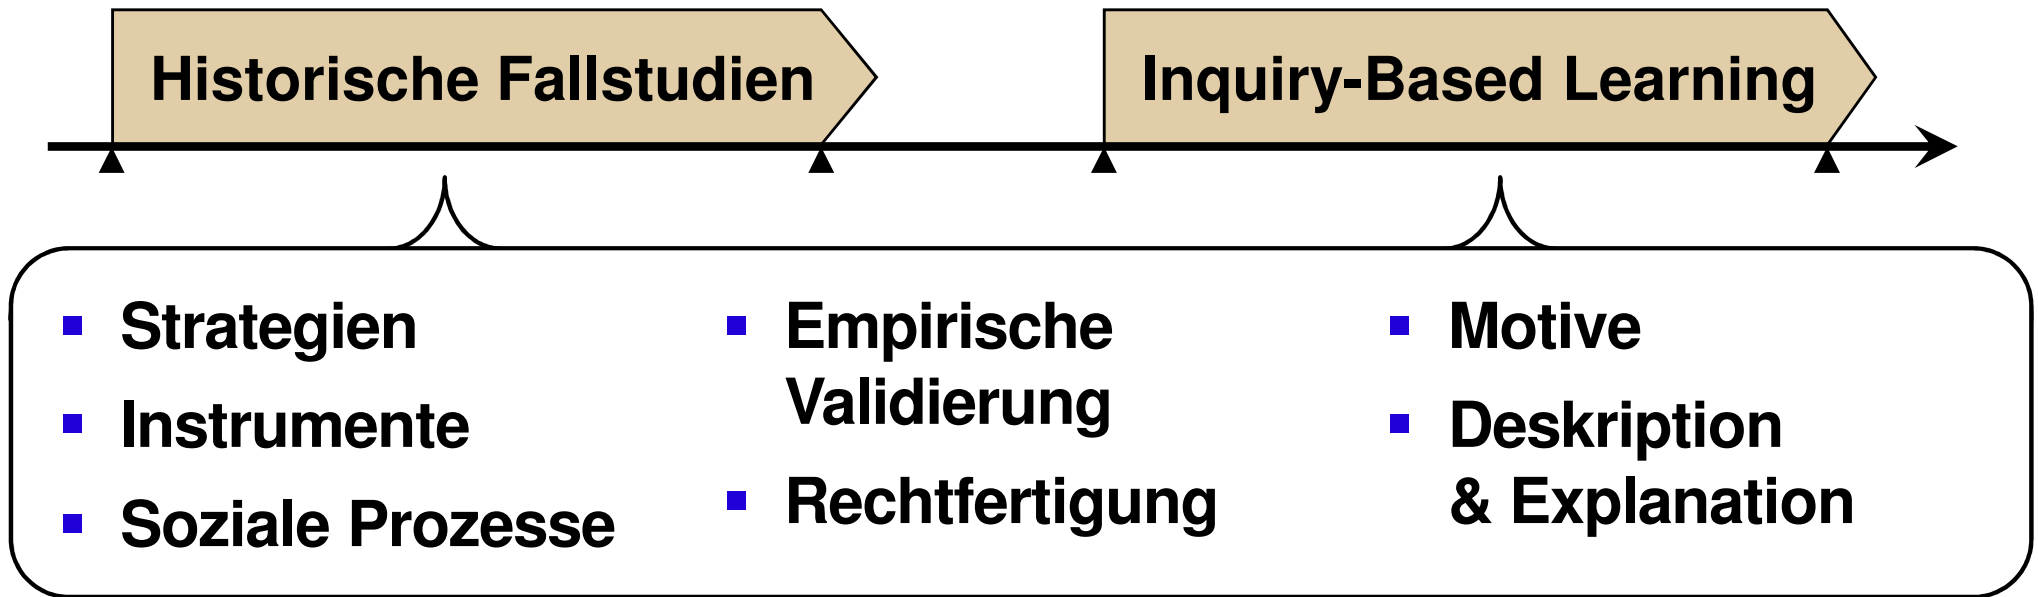 Historische Fallstudien
Inquiry-Based Learning
Strategien
Instrumente
Soziale Prozesse
Empirische
Validierung
Rechtfertigung
Motive
Deskription
& Explanation